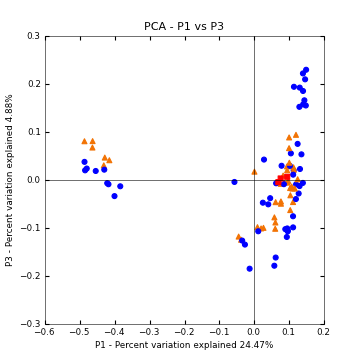 PCA - P1 vs P3
0.3
0.2
0.1
0.0
−0.1
−0.2
−0.3
P3 - Percent variation explained 4.88%
−0.6 −0.5 −0.4 −0.3 −0.2 −0.1 0.0 0.1 0.2
P1 - Percent variation explained 24.47%